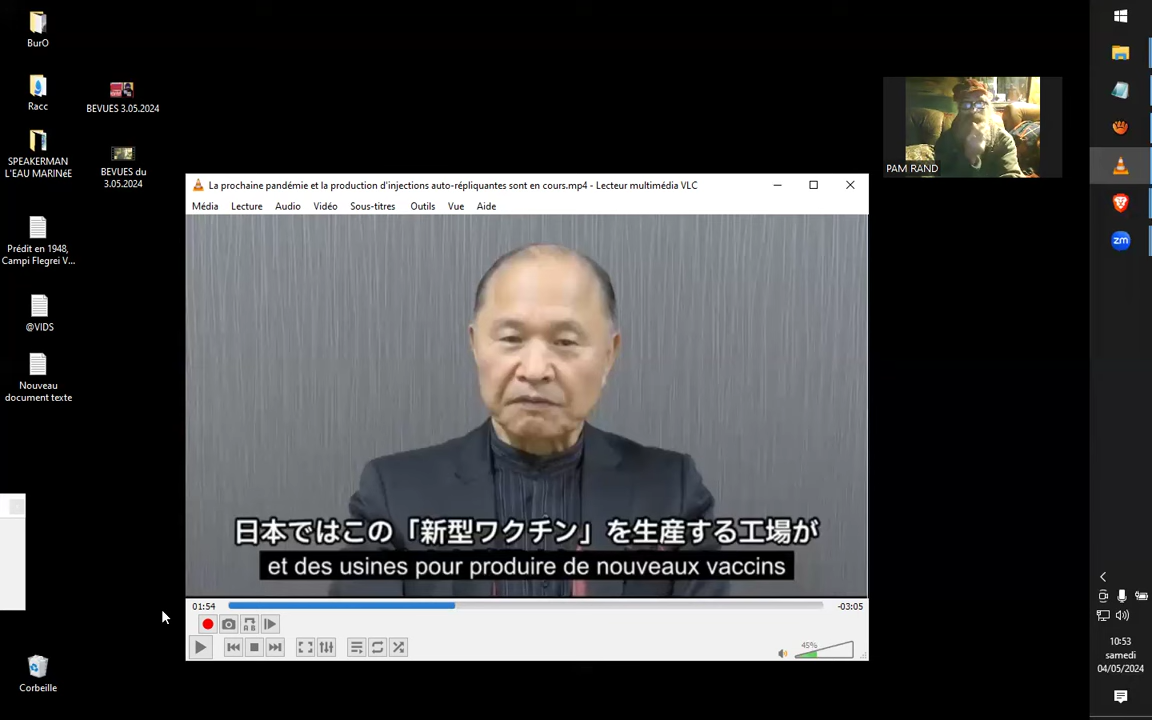 BurO
Racc
BEVUES 3.05.2024
SPEAKERMAN
L'EAU MARINéE
BEVUES du
3.05.2024
Prédit en 1948,
Campi Flegrei V...
@VIDS
Nouveau
document texte
Corbeille
La prochaine pandémie et la production d'injections auto-répliquantes sont en cours.mp4 - Lecteur multimédia VLC
Média Lecture Audio Vidéo Sous-titres Outils Vue Aide
日本ではこの「新型ワクチン」を生産する工場が
et des usines pour produire de nouveaux vaccins
01:54
-03:05
45%
PAM RAND
zm
10:53
samedi
04/05/2024